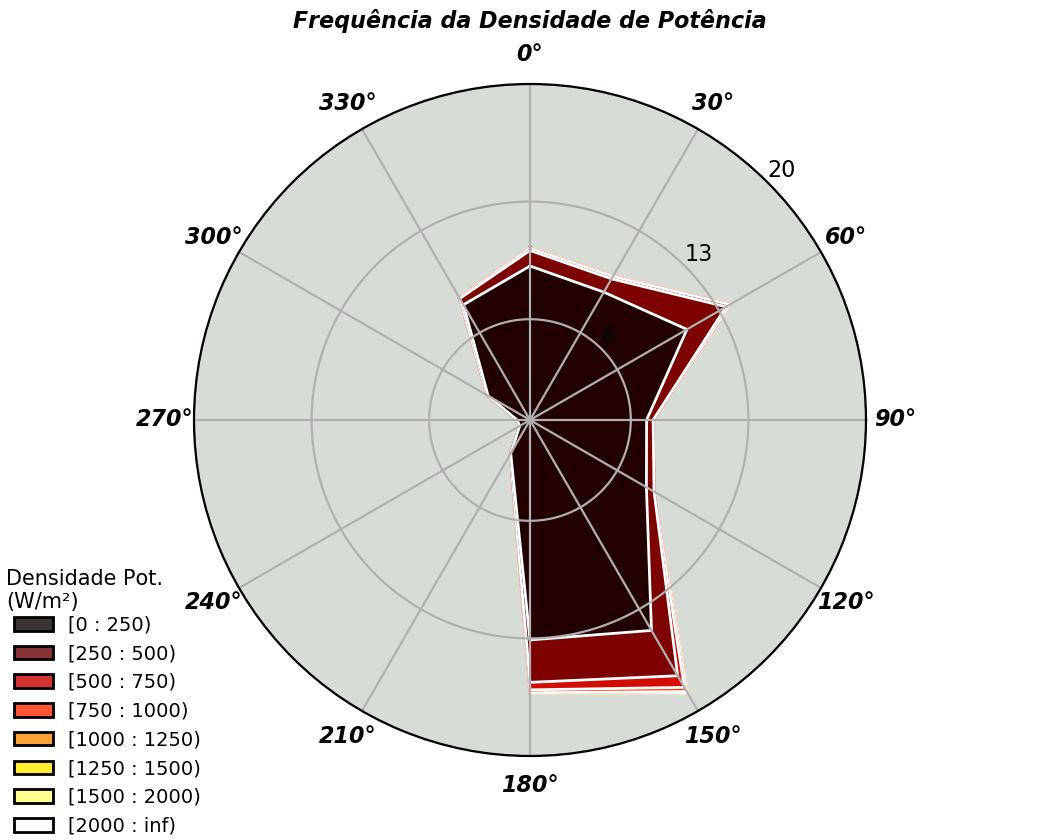 Frequência da Densidade de Potência
0°
330°
30°
20
300°
60°
13
6
270°
90°
Densidade Pot.
(W/m²)
240°
120°
[0 : 250)
[250 : 500)
[500 : 750)
[750 : 1000)
[1000 : 1250)
[1250 : 1500)
[1500 : 2000)
[2000 : inf)
210°
150°
180°